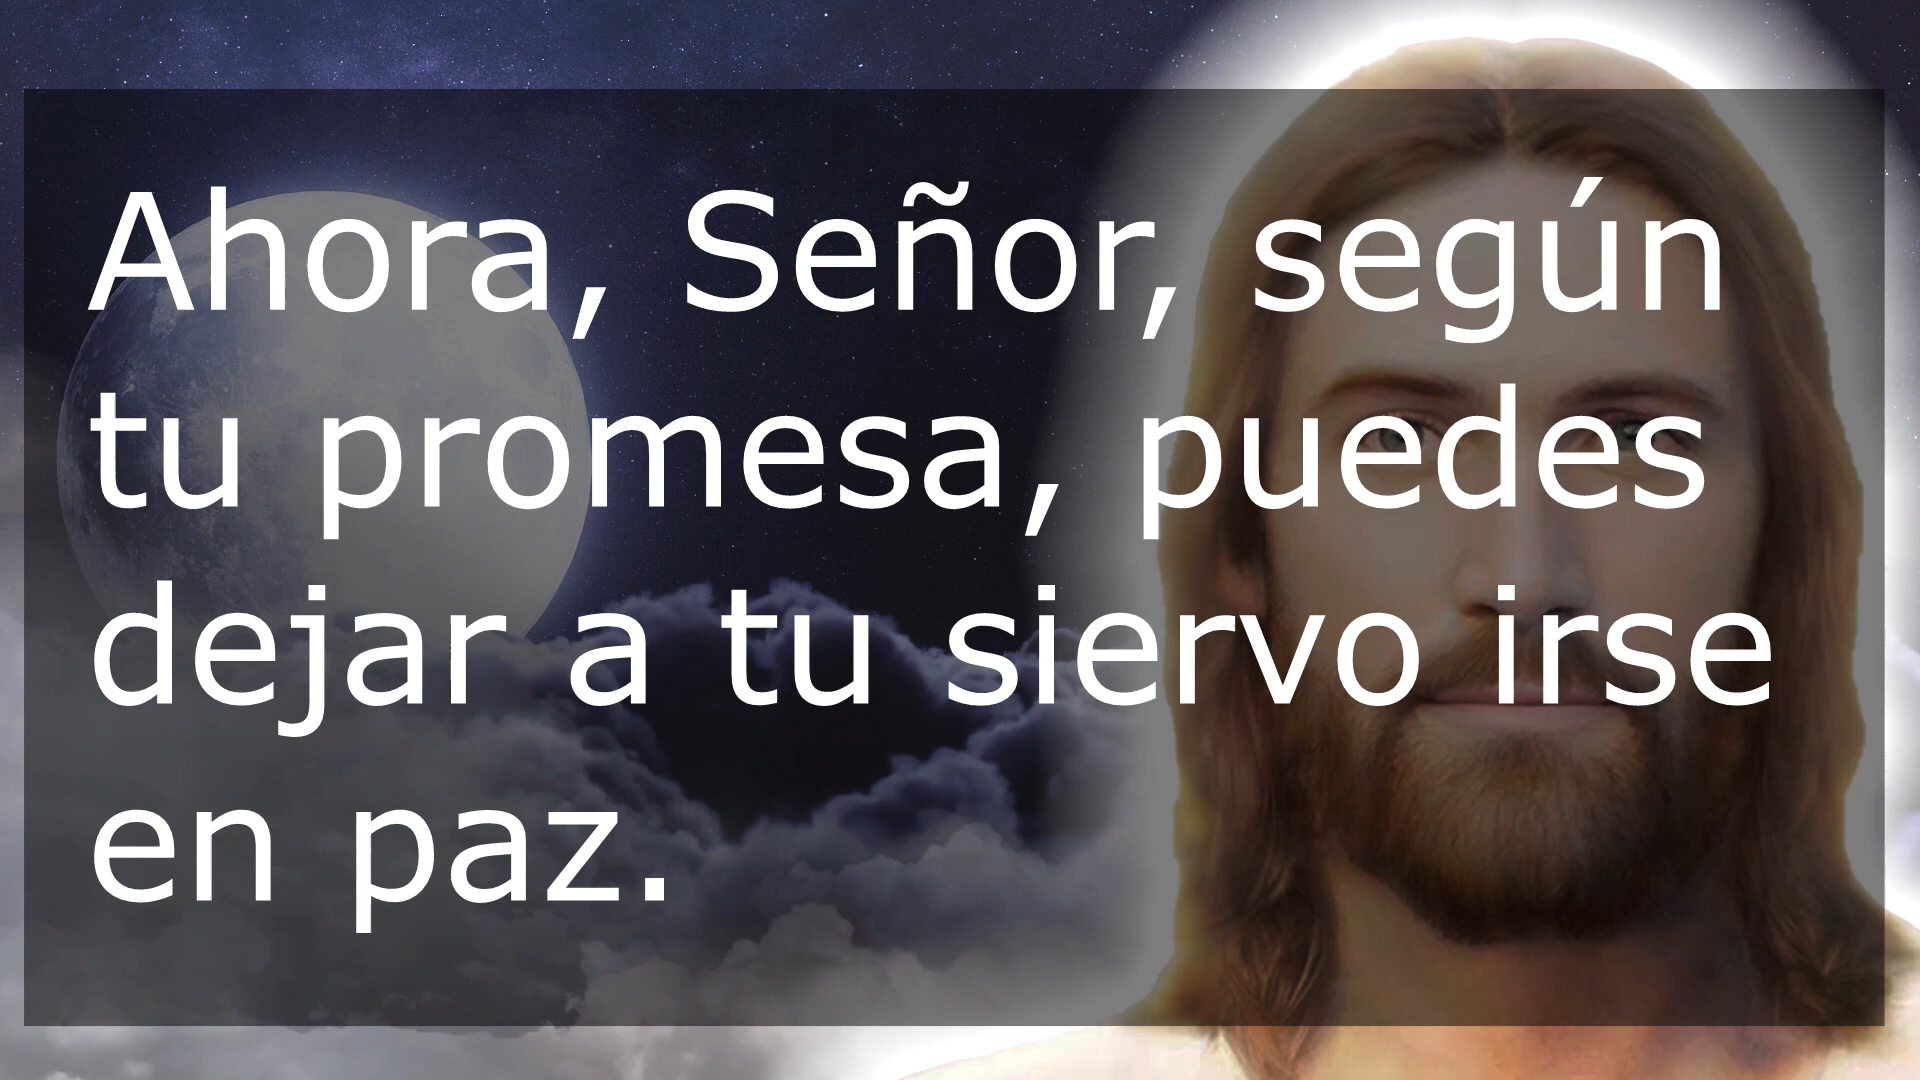 Ahora, Señor, según
tu promesa, puedes
dejar a tu siervo irse
en paz.